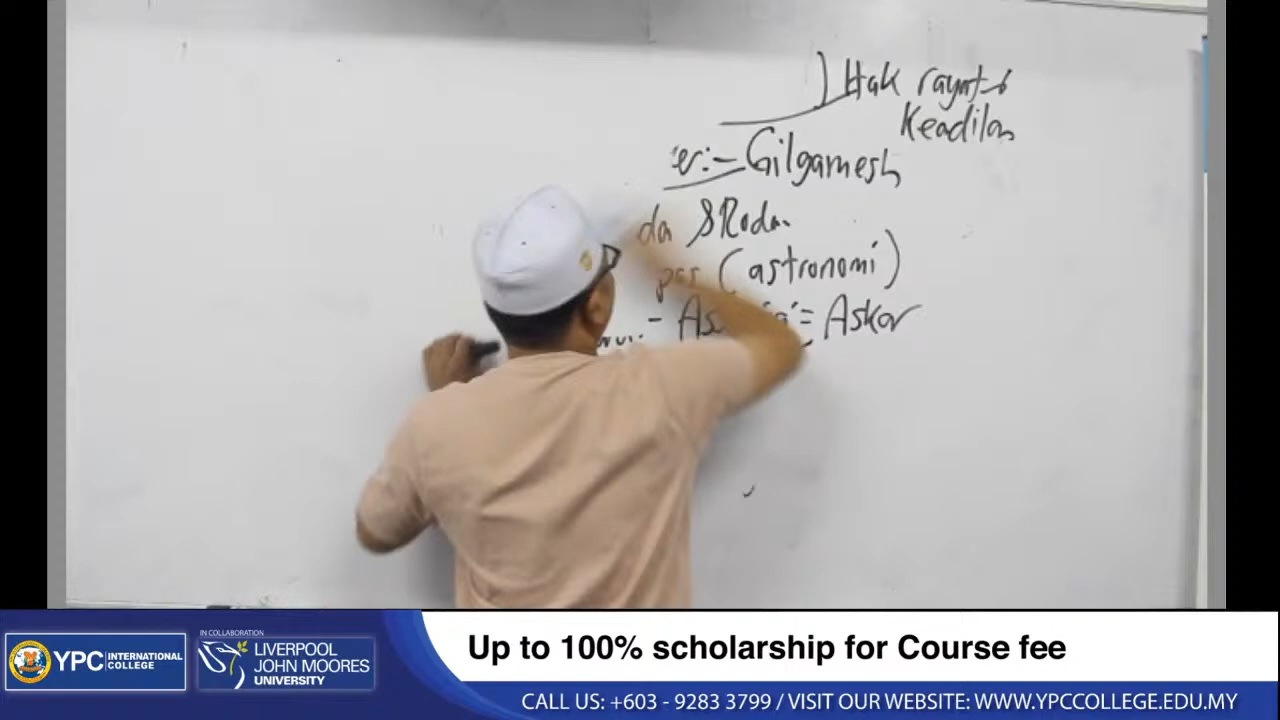 ) Hak rayat
Keadilan
er:- Gilgamesh
da
(astronomi)
= Askar
YPC INTERNATIONAL COLLEGE
IN COLLABORATION
LIVERPOOL
JOHN MOORES
UNIVERSITY
Up to 100% scholarship for Course fee
CALL US: +603 - 9283 3799 / VISIT OUR WEBSITE: WWW.YPCCOLLEGE.EDU.MY